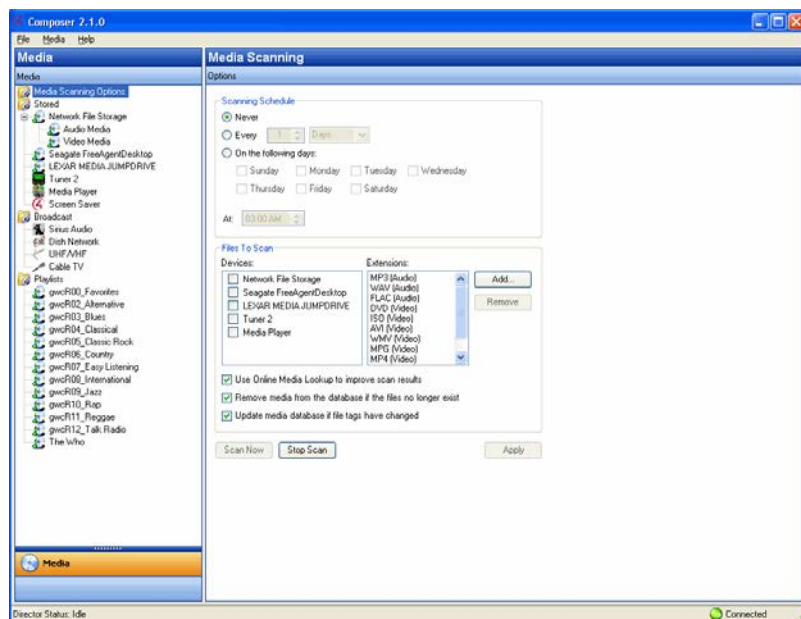 Composer 2.1.0
File Media Help
Media
Media
Media Scanning Options
Stored
Network File Storage
Audio Media
Video Media
Seagate FreeAgentDesktop
LEXAR MEDIA JUMPDRIVE
Tuner 2
Media Player
Screen Saver
Broadcast
Sirius Audio
Dish Network
UHF/VHF
Cable TV
Playlists
gwcR00_Favorites
gwcR02_Alternative
gwcR03_Blues
gwcR04_Classical
gwcR05_Classic Rock
gwcR06_Country
gwcR07_Easy Listening
gwcR08_International
gwcR09_Jazz
gwcR10_Rap
gwcR11_Reggae
gwcR12_Talk Radio
The Who
Media
Media Scanning
Options
Scanning Schedule
Never
Every 1 Days
On the following days:
Sunday Monday Tuesday Wednesday
Thursday Friday Saturday
At: 03:00 AM
Files To Scan
Devices:
Network File Storage
Seagate FreeAgentDesktop
LEXAR MEDIA JUMPDRIVE
Tuner 2
Media Player
Extensions:
MP3 (Audio)
WAV (Audio)
FLAC (Audio)
DVD (Video)
ISO (Video)
AVI (Video)
WMV (Video)
MPG (Video)
MP4 (Video)
Add...
Remove
Use Online Media Lookup to improve scan results
Remove media from the database if the files no longer exist
Update media database if file tags have changed
Scan Now Stop Scan Apply
Director Status: Idle
Connected